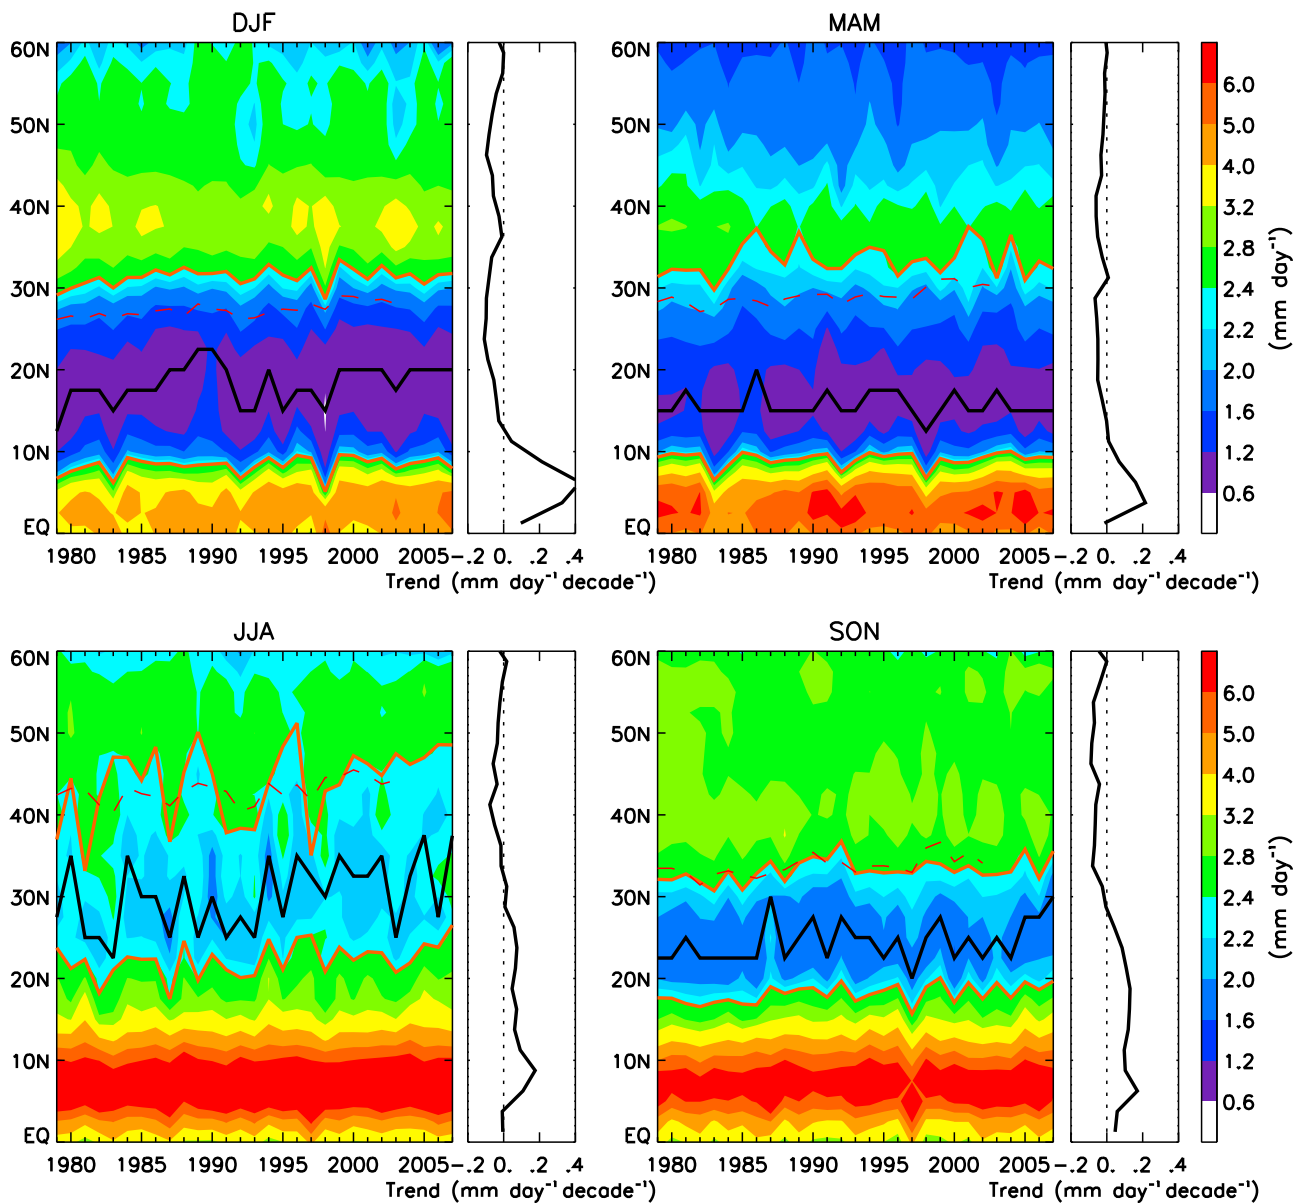 DJF
MAM
60N
50N
40N
30N
20N
10N
EQ
1980 1985 1990 1995 2000 2005
-.2 0. .2 .4
Trend (mm day⁻¹ decade⁻¹)
1980 1985 1990 1995 2000 2005
-.2 0. .2 .4
Trend (mm day⁻¹ decade⁻¹)
60N
50N
40N
30N
20N
10N
EQ
6.0
5.0
4.0
3.2
2.8
2.4
2.2
2.0
1.6
1.2
0.6
(mm day⁻¹)
JJA
SON
60N
50N
40N
30N
20N
10N
EQ
1980 1985 1990 1995 2000 2005
-.2 0. .2 .4
Trend (mm day⁻¹ decade⁻¹)
60N
50N
40N
30N
20N
10N
EQ
1980 1985 1990 1995 2000 2005
-.2 0. .2 .4
Trend (mm day⁻¹ decade⁻¹)
6.0
5.0
4.0
3.2
2.8
2.4
2.2
2.0
1.6
1.2
0.6
(mm day⁻¹)